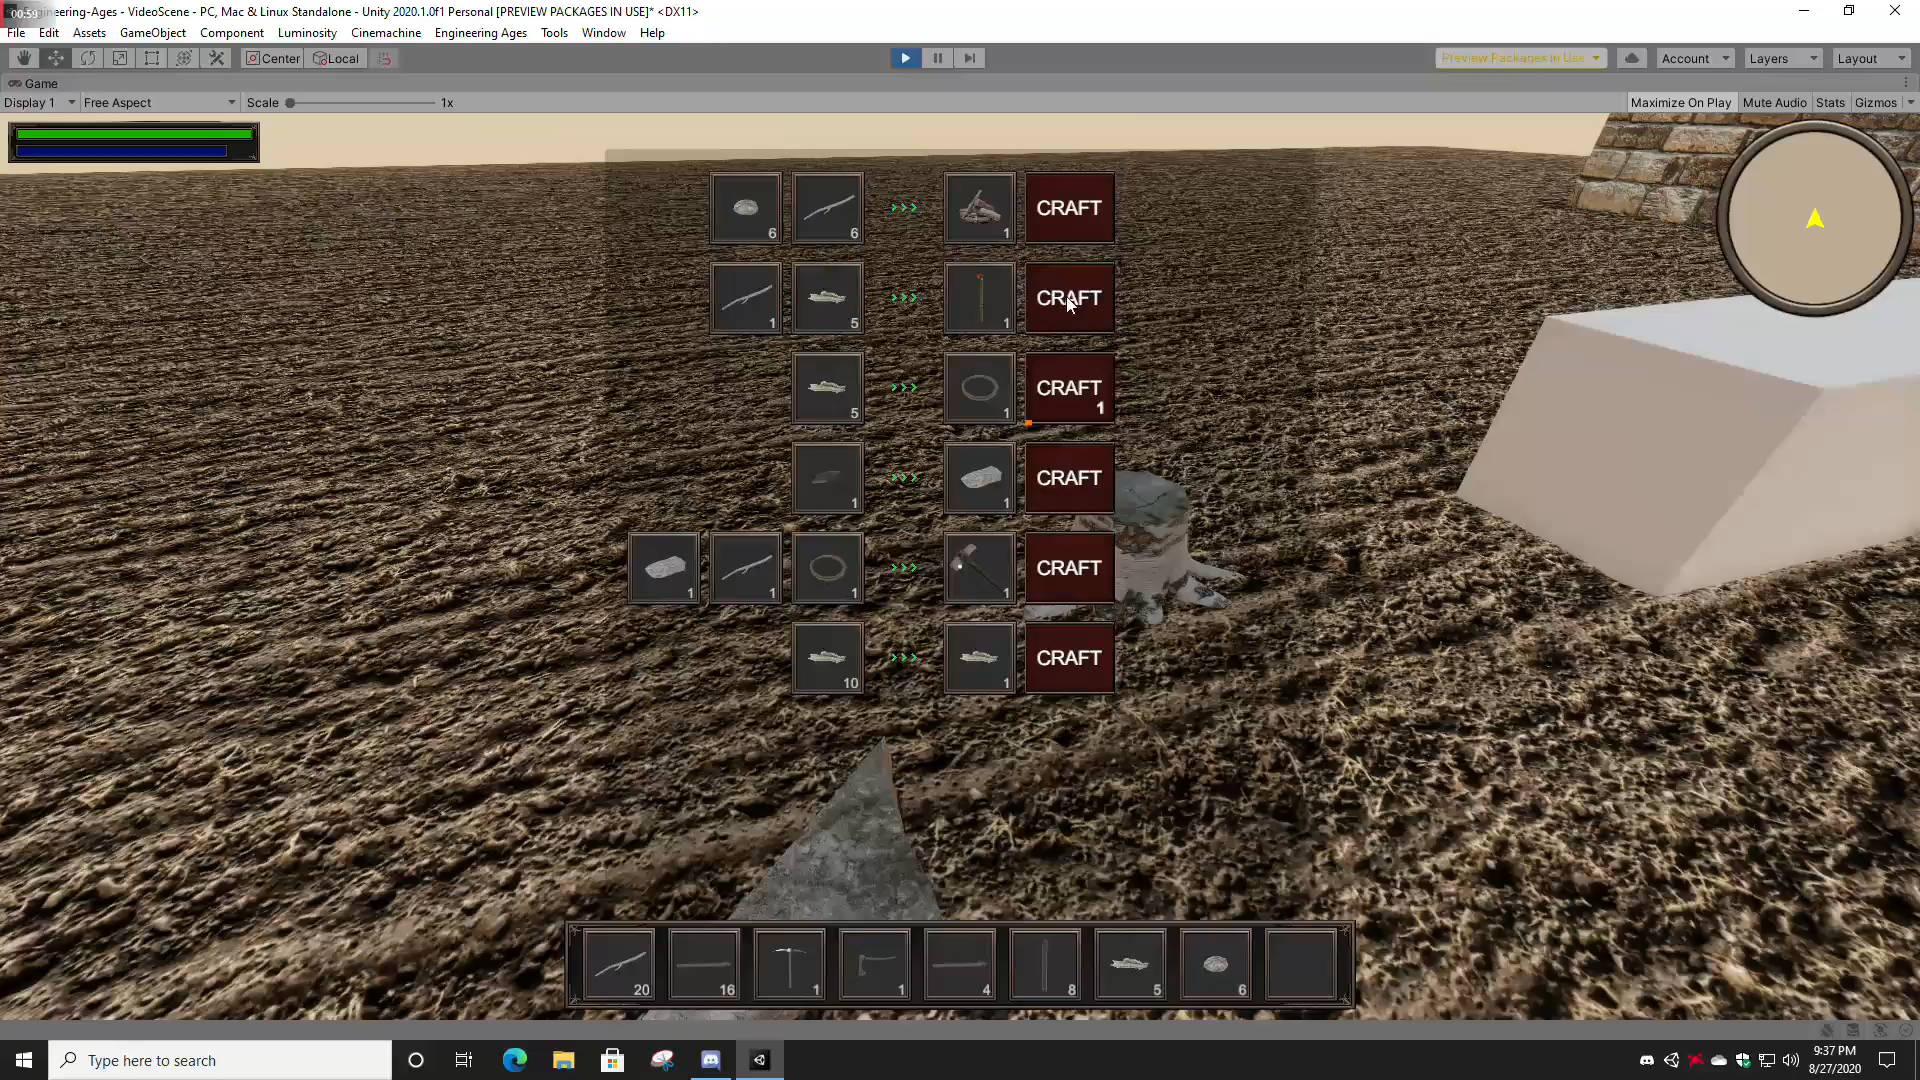 00:59
eering-Ages - VideoScene - PC, Mac & Linux Standalone - Unity 2020.1.0f1 Personal [PREVIEW PACKAGES IN USE]* <DX11>
File Edit Assets GameObject Component Luminosity Cinemachine Engineering Ages Tools Window Help
Center Local Preview Packages in Use Account Layers Layout
Game
Display 1 Free Aspect Scale 1x Maximize On Play Mute Audio Stats Gizmos
6 6 >>> 1 CRAFT
1 5 >>> 1 CRAFT
5 >>> 1 CRAFT 1
1 >>> 1 CRAFT
1 1 1 >>> 1 CRAFT
10 >>> 1 CRAFT
20 16 1 1 4 8 5 6
Type here to search
9:37 PM
8/27/2020